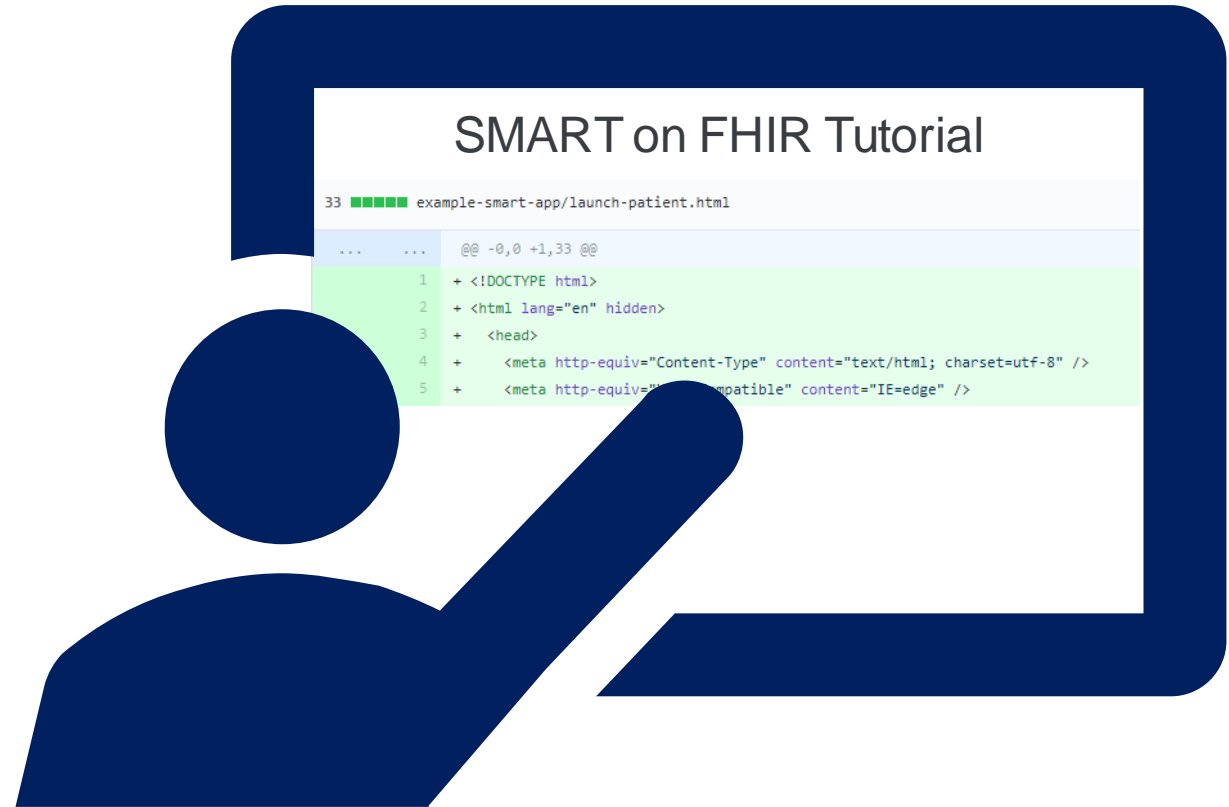 SMART on FHIR Tutorial
33 example-smart-app/launch-patient.html
... ... @@ -0,0 +1,33 @@
1 + <!DOCTYPE html>
2 + <html lang="en" hidden>
3 + <head>
4 + <meta http-equiv="Content-Type" content="text/html; charset=utf-8" />
5 + <meta http-equiv=" content="IE=edge" />